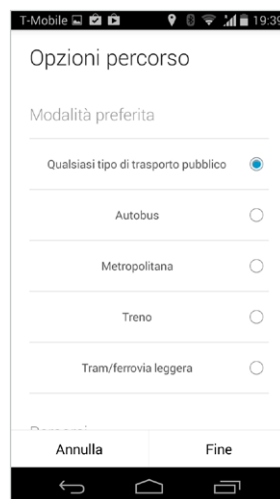 T-Mobile 19:39
Opzioni percorso
Modalità preferita
Qualsiasi tipo di trasporto pubblico
Autobus
Metropolitana
Treno
Tram/ferrovia leggera
Percorsi
Annulla Fine